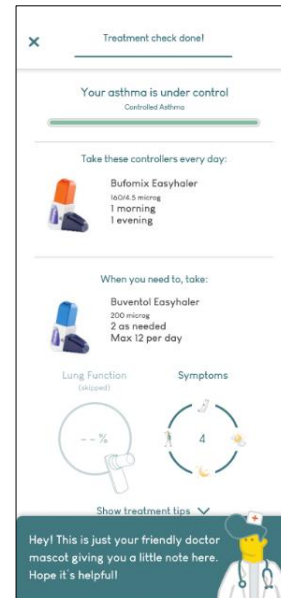 Treatment check done!
Your asthma is under control
Controlled Asthma
Take these controllers every day:
Bufomix Easyhaler
160/4.5 microg
1 morning
1 evening
When you need to, take:
Buventol Easyhaler
200 microg
2 as needed
Max 12 per day
Lung Function
(skipped)
Symptoms
--%
4
Show treatment tips
Hey! This is just your friendly doctor
mascot giving you a little note here.
Hope it's helpful!